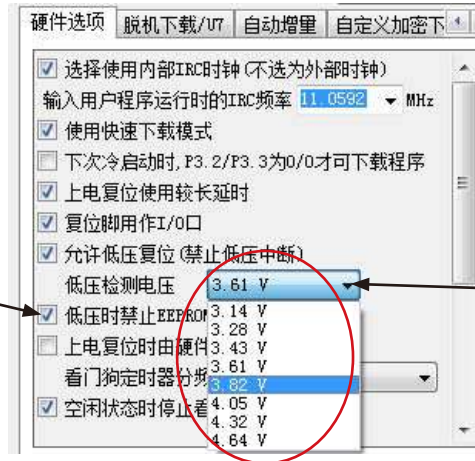 硬件选项 脱机下载/U7 自动增量 自定义加密下
选择使用内部IRC时钟(不选为外部时钟)
输入用户程序运行时的IRC频率 11.0592 MHz
使用快速下载模式
下次冷启动时,P3.2/P3.3为0/0才可下载程序
上电复位使用较长延时
复位脚用作I/O口
允许低压复位(禁止低压中断)
低压检测电压 3.61 V
低压时禁止EEPROM
3.14 V
3.28 V
上电复位时由硬件
3.43 V
3.61 V
看门狗定时器分频
3.82 V
4.05 V
空闲状态时停止看
4.32 V
4.64 V